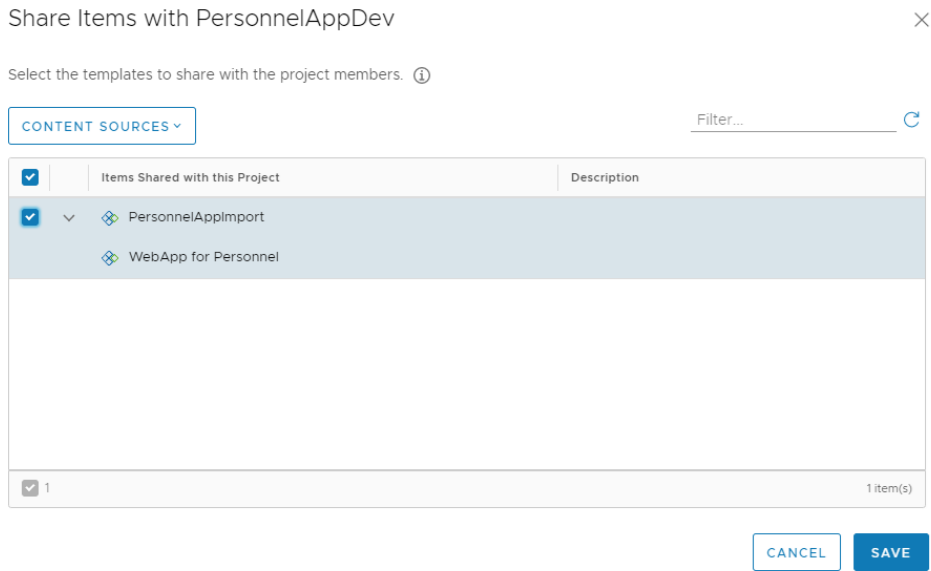 Share Items with PersonnelAppDev
Select the templates to share with the project members.
CONTENT SOURCES
Filter...
Items Shared with this Project
Description
PersonnelAppImport
WebApp for Personnel
1
1 item(s)
CANCEL
SAVE